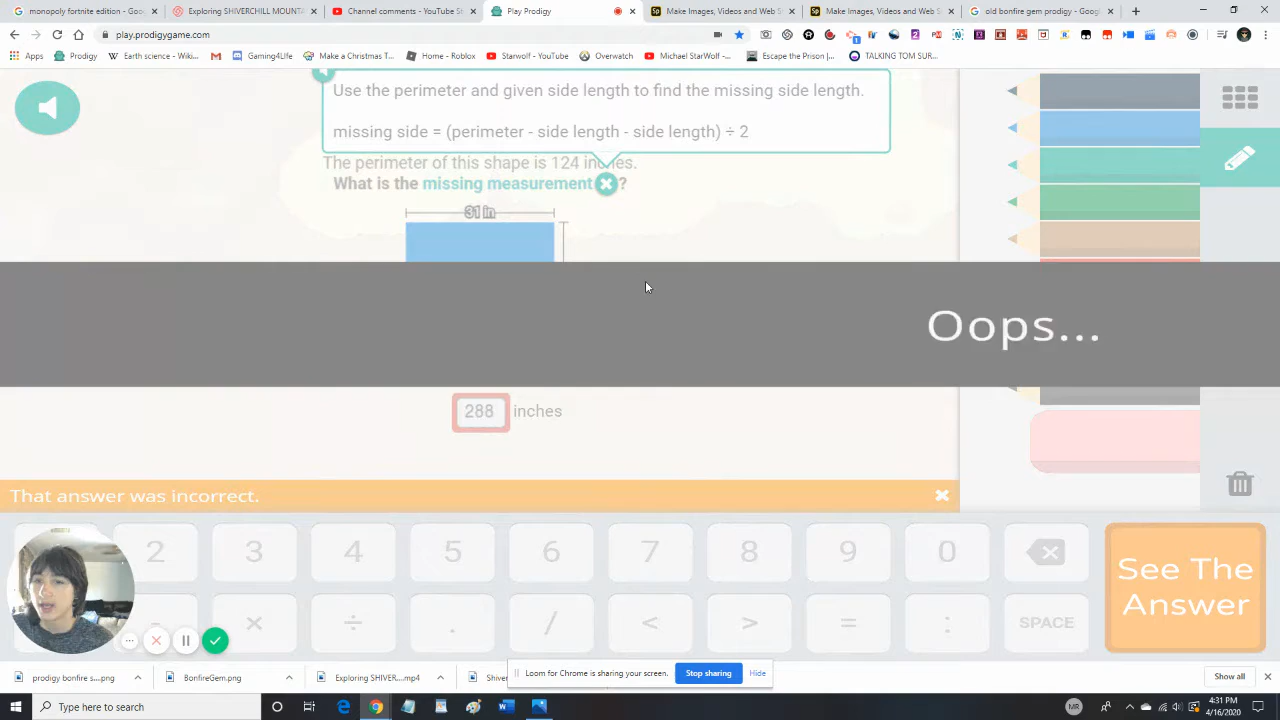 monopoly fortnite edition - Goog
Exploring SHIVERCHILL MOUNTA
Channel comments - YouTube St
Play Prodigy
Make Images, Videos and Web S
Make Images, Videos and Web S
old bonfire gem prodigy - Googl
play.prodigygame.com
Apps
Prodigy
Earth science - Wiki...
Gaming4Life
Make a Christmas T...
Home - Roblox
Starwolf - YouTube
Overwatch
Michael StarWolf -...
Escape the Prison |...
TALKING TOM SUR...
Use the perimeter and given side length to find the missing side length.
missing side = (perimeter - side length - side length) ÷ 2
The perimeter of this shape is 124 inches.
What is the missing measurement ?
31 in
Oops...
288 inches
That answer was incorrect.
2 3 4 5 6 7 8 9 0
- × ÷ . / < > = : SPACE
See The
Answer
Loom for Chrome is sharing your screen.
Stop sharing
Hide
prodigy bonfire s....png
BonfireGem.png
Exploring SHIVER....mp4
Show all
Type here to search
4:31 PM
4/16/2020